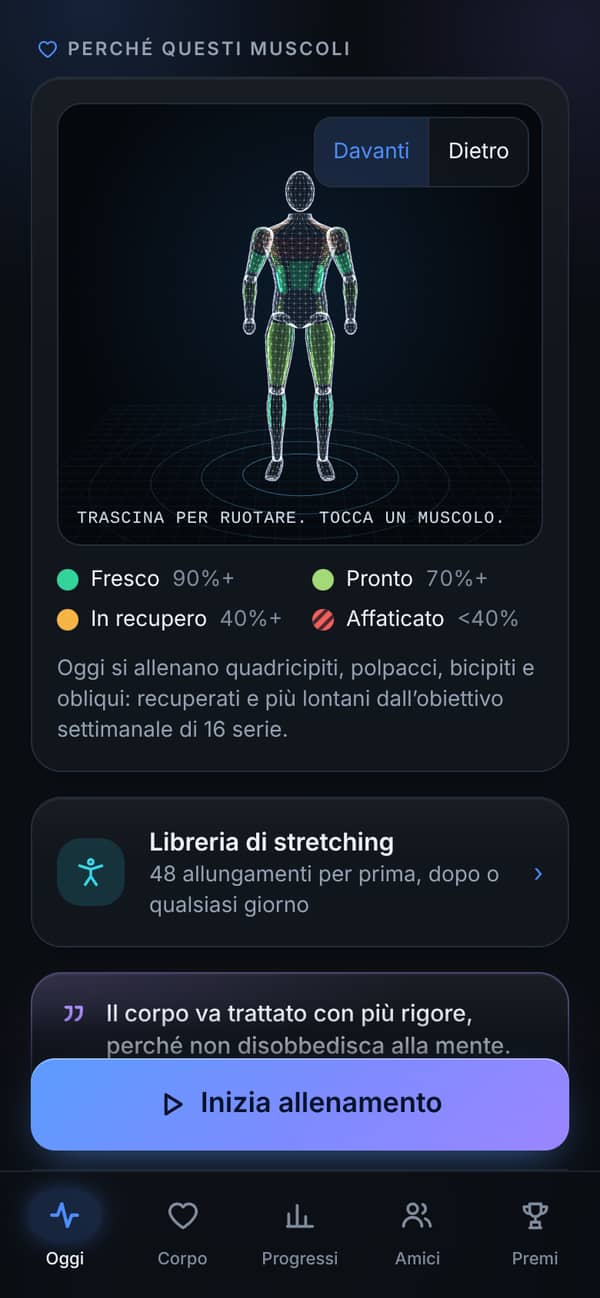 PERCHÉ QUESTI MUSCOLI
Davanti
Dietro
TRASCINA PER RUOTARE. TOCCA UN MUSCOLO.
Fresco 90%+
Pronto 70%+
In recupero 40%+
Affaticato <40%
Oggi si allenano quadricipiti, polpacci, bicipiti e
obliqui: recuperati e più lontani dall’obiettivo
settimanale di 16 serie.
Libreria di stretching
48 allungamenti per prima, dopo o
qualsiasi giorno
Il corpo va trattato con più rigore,
perché non disobbedisca alla mente.
Inizia allenamento
Oggi
Corpo
Progressi
Amici
Premi